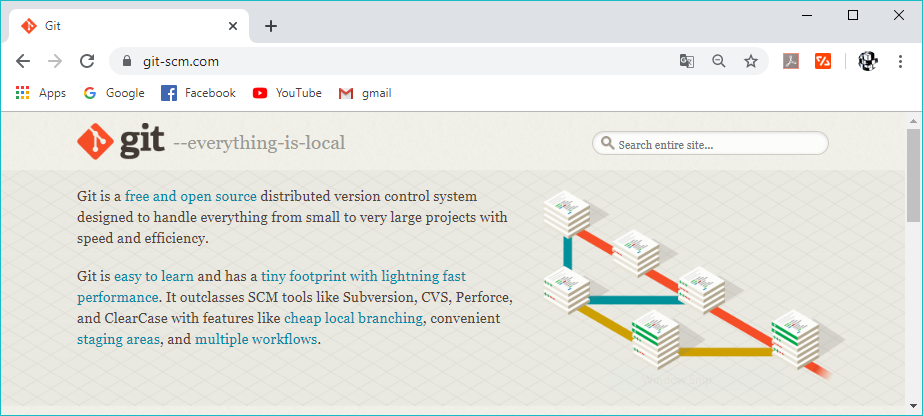 Git
git-scm.com
Apps Google Facebook YouTube gmail
git --everything-is-local
Search entire site...
Git is a free and open source distributed version control system
designed to handle everything from small to very large projects with
speed and efficiency.
Git is easy to learn and has a tiny footprint with lightning fast
performance. It outclasses SCM tools like Subversion, CVS, Perforce,
and ClearCase with features like cheap local branching, convenient
staging areas, and multiple workflows.